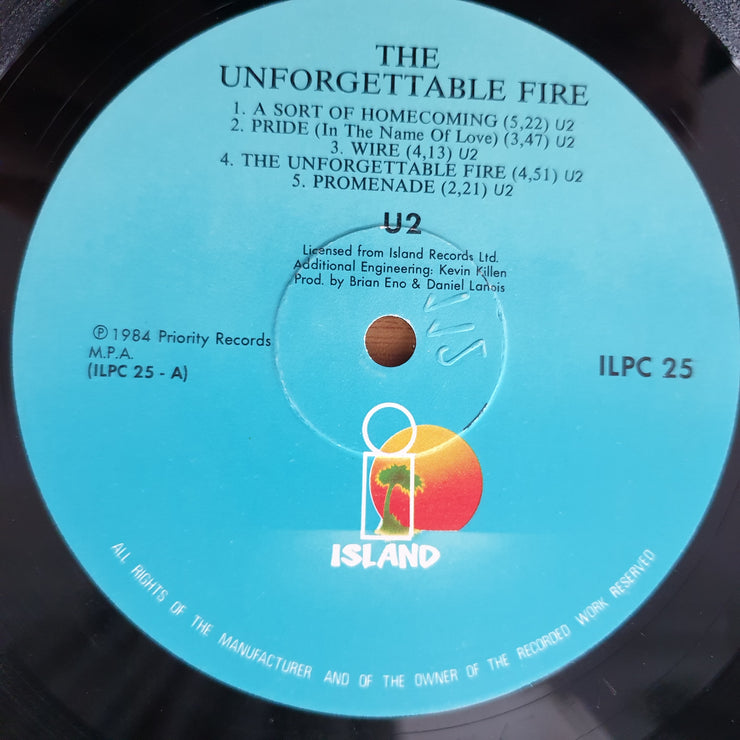 THE
UNFORGETTABLE FIRE
1. A SORT OF HOMECOMING (5,22) U2
2. PRIDE (In The Name Of Love) (3,47) U2
3. WIRE (4,13) U2
4. THE UNFORGETTABLE FIRE (4,51) U2
5. PROMENADE (2,21) U2
U2
Licensed from Island Records Ltd.
Additional Engineering: Kevin Killen
Prod. by Brian Eno & Daniel Lanois
℗ 1984 Priority Records
M.P.A.
(ILPC 25 - A)
ILPC 25
ISLAND
ALL RIGHTS OF THE MANUFACTURER AND OF THE OWNER OF THE RECORDED WORK RESERVED